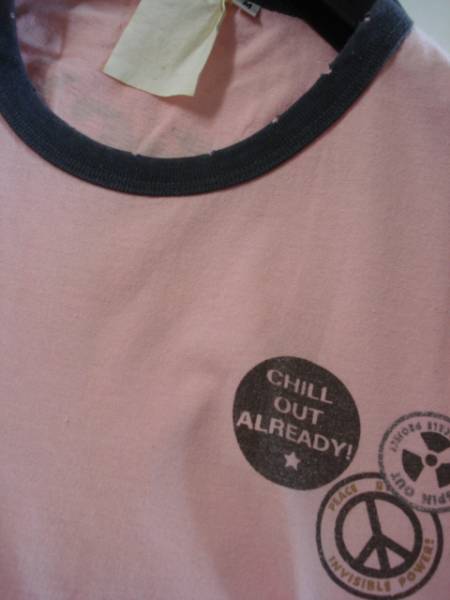 CHILL
OUT
ALREADY!
SPIN OUT
PEACE
INVISIBLE POWER!